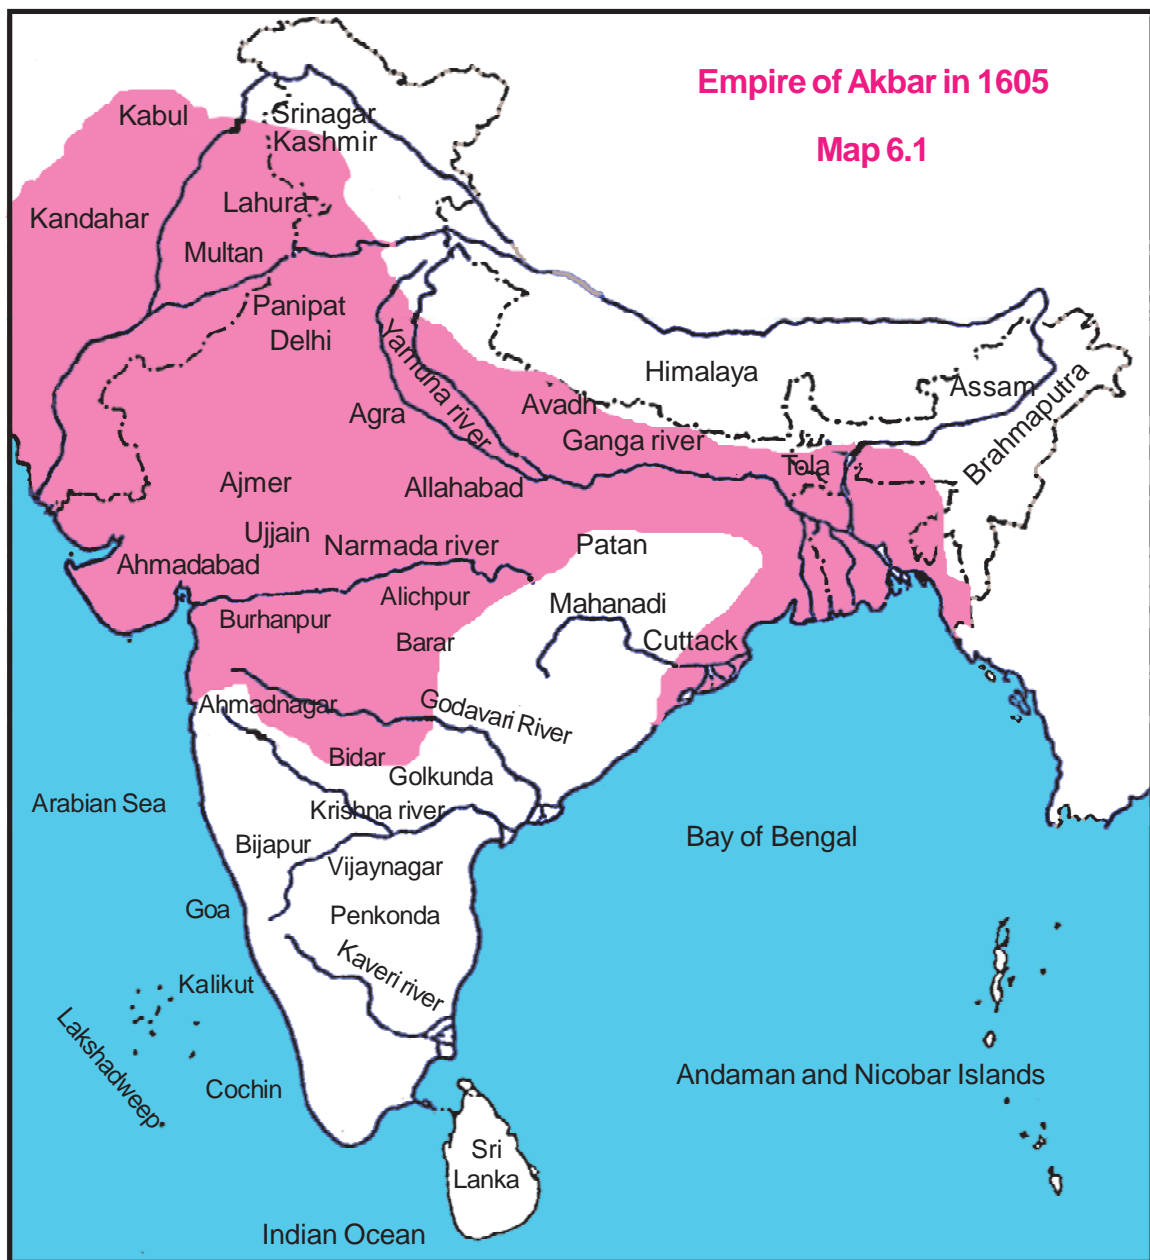 Empire of Akbar in 1605
Map 6.1
Kabul
Srinagar
Kashmir
Lahura
Kandahar
Multan
Panipat
Delhi
Yamuna river
Himalaya
Assam
Brahmaputra
Agra
Avadh
Ganga river
Tola
Ajmer
Allahabad
Ujjain
Narmada river
Patan
Ahmadabad
Alichpur
Mahanadi
Burhanpur
Barar
Cuttack
Ahmadnagar
Godavari River
Bidar
Golkunda
Arabian Sea
Krishna river
Bay of Bengal
Bijapur
Vijaynagar
Goa
Penkonda
Kaveri river
Kalikut
Lakshadweep
Cochin
Andaman and Nicobar Islands
Sri
Lanka
Indian Ocean